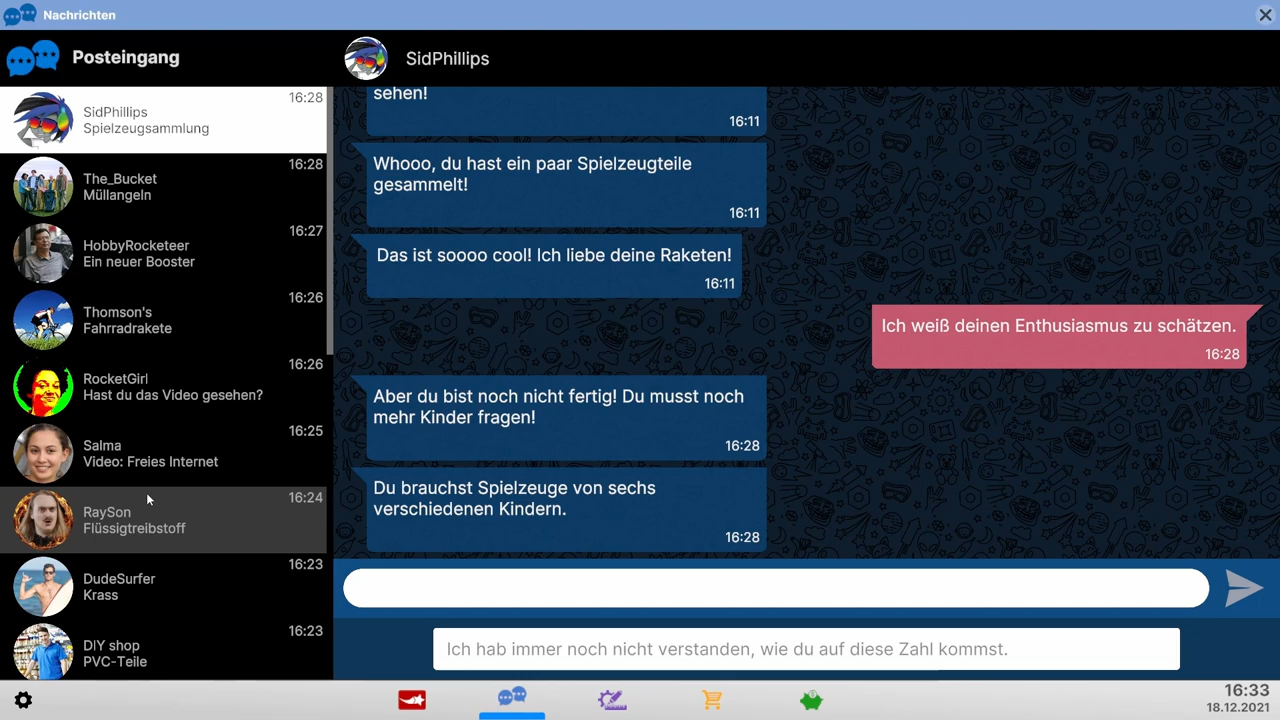 Nachrichten
Posteingang
SidPhillips
16:28
SidPhillips
Spielzeugsammlung
16:28
The_Bucket
Müllangeln
16:27
HobbyRocketeer
Ein neuer Booster
16:26
Thomson's
Fahrradrakete
16:26
RocketGirl
Hast du das Video gesehen?
16:25
Salma
Video: Freies Internet
16:24
RaySon
Flüssigtreibstoff
16:23
DudeSurfer
Krass
16:23
DIY shop
PVC-Teile
sehen!
16:11
Whooo, du hast ein paar Spielzeugteile
gesammelt!
16:11
Das ist soooo cool! Ich liebe deine Raketen!
16:11
Ich weiß deinen Enthusiasmus zu schätzen.
16:28
Aber du bist noch nicht fertig! Du musst noch
mehr Kinder fragen!
16:28
Du brauchst Spielzeuge von sechs
verschiedenen Kindern.
16:28
Ich hab immer noch nicht verstanden, wie du auf diese Zahl kommst.
16:33
18.12.2021